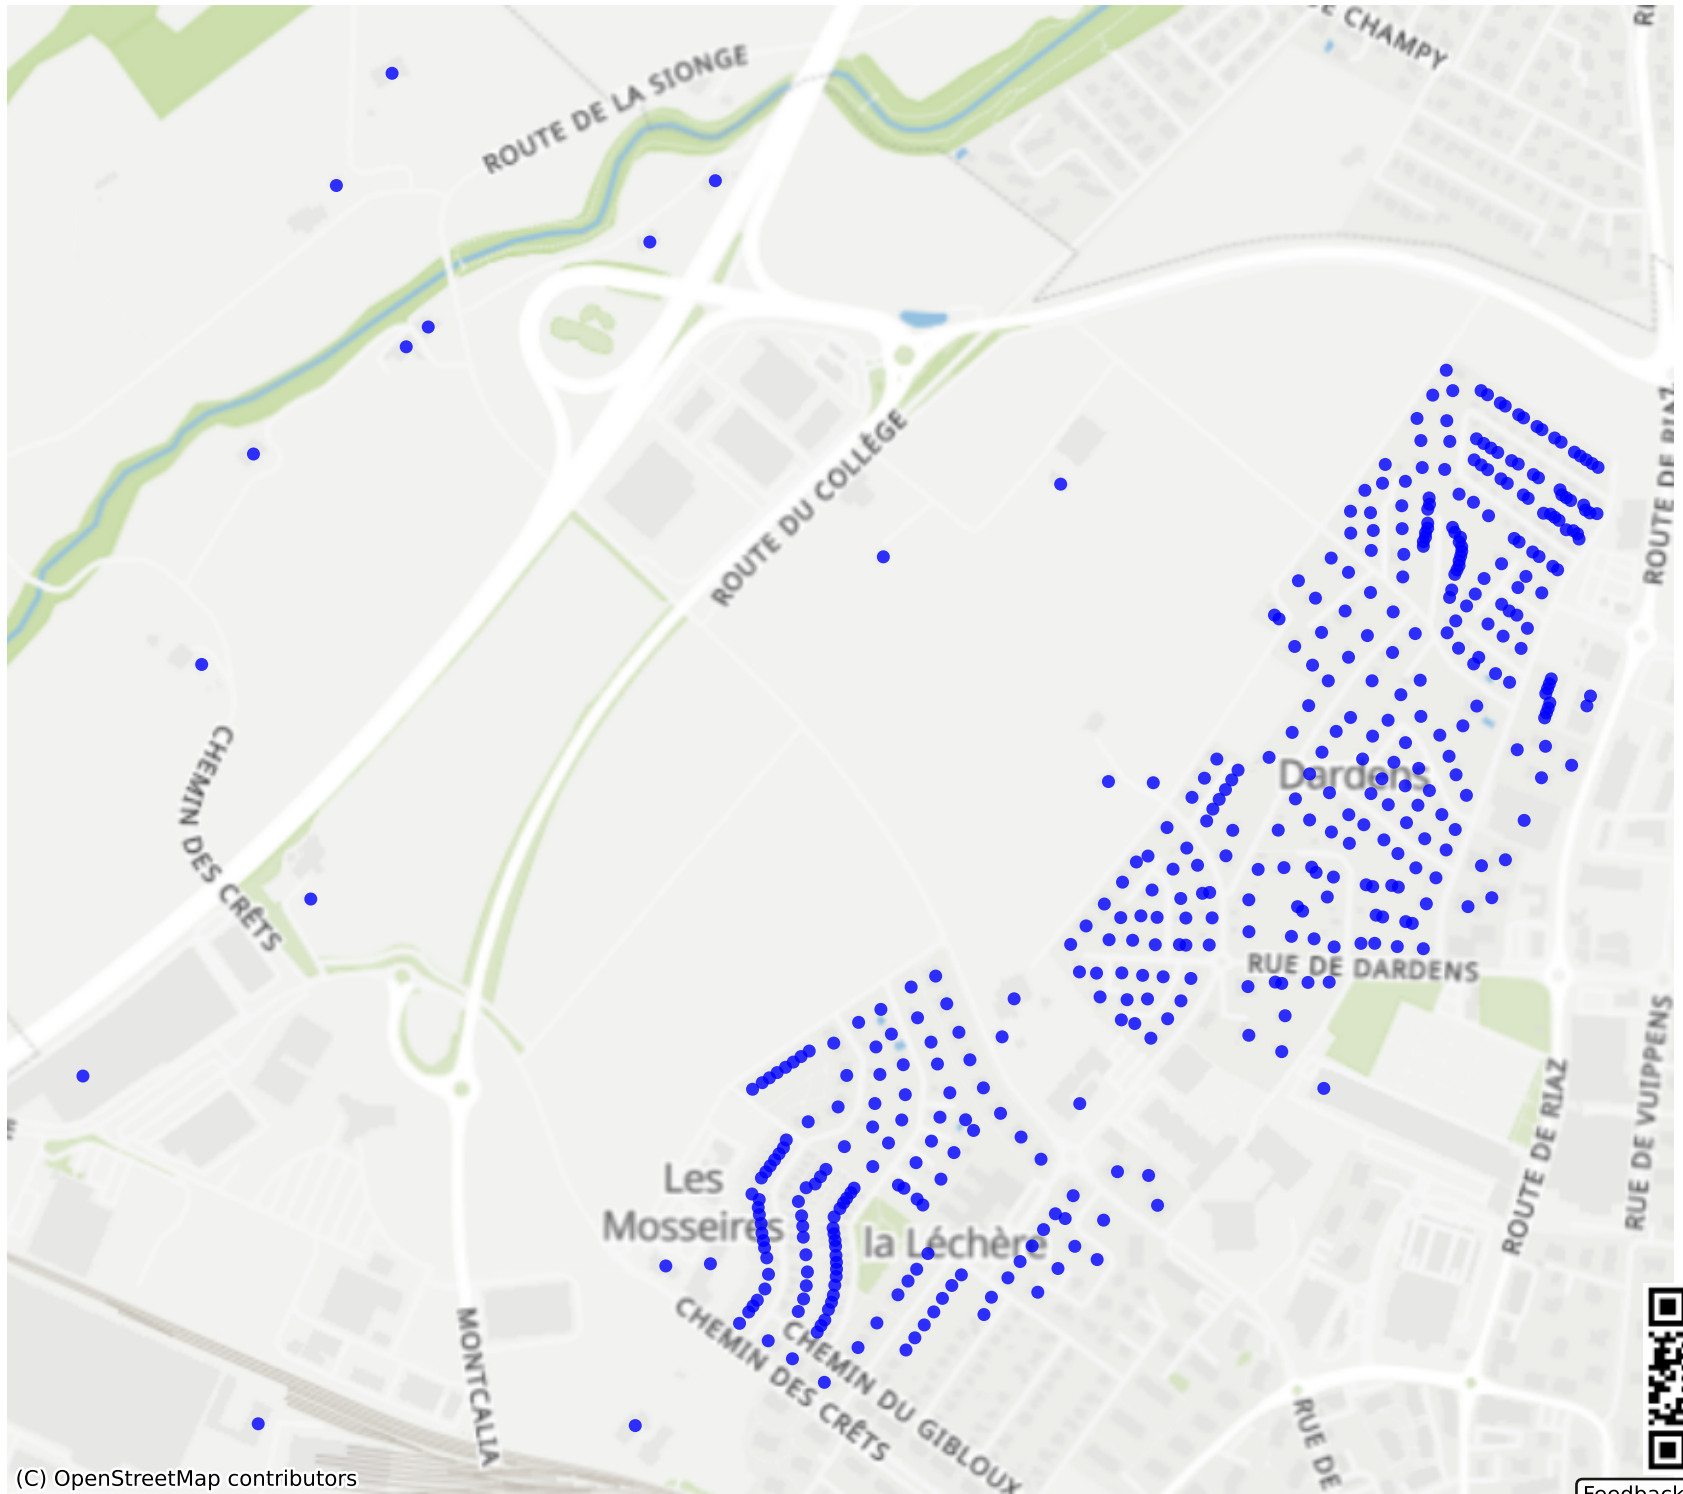 CHAMPY
ROUTE DE LA SIONGE
ROUTE DU COLLÈGE
ROUTE DE RIAZ
CHEMIN DES CRÊTS
Dardens
RUE DE DARDENS
RUE DE VUIPPENS
ROUTE DE RIAZ
Les
Mosseires
la Léchère
CHEMIN DES CRÊTS
CHEMIN DU GIBLOUX
MONTCALIA
RUE DE
(C) OpenStreetMap contributors
Feedback